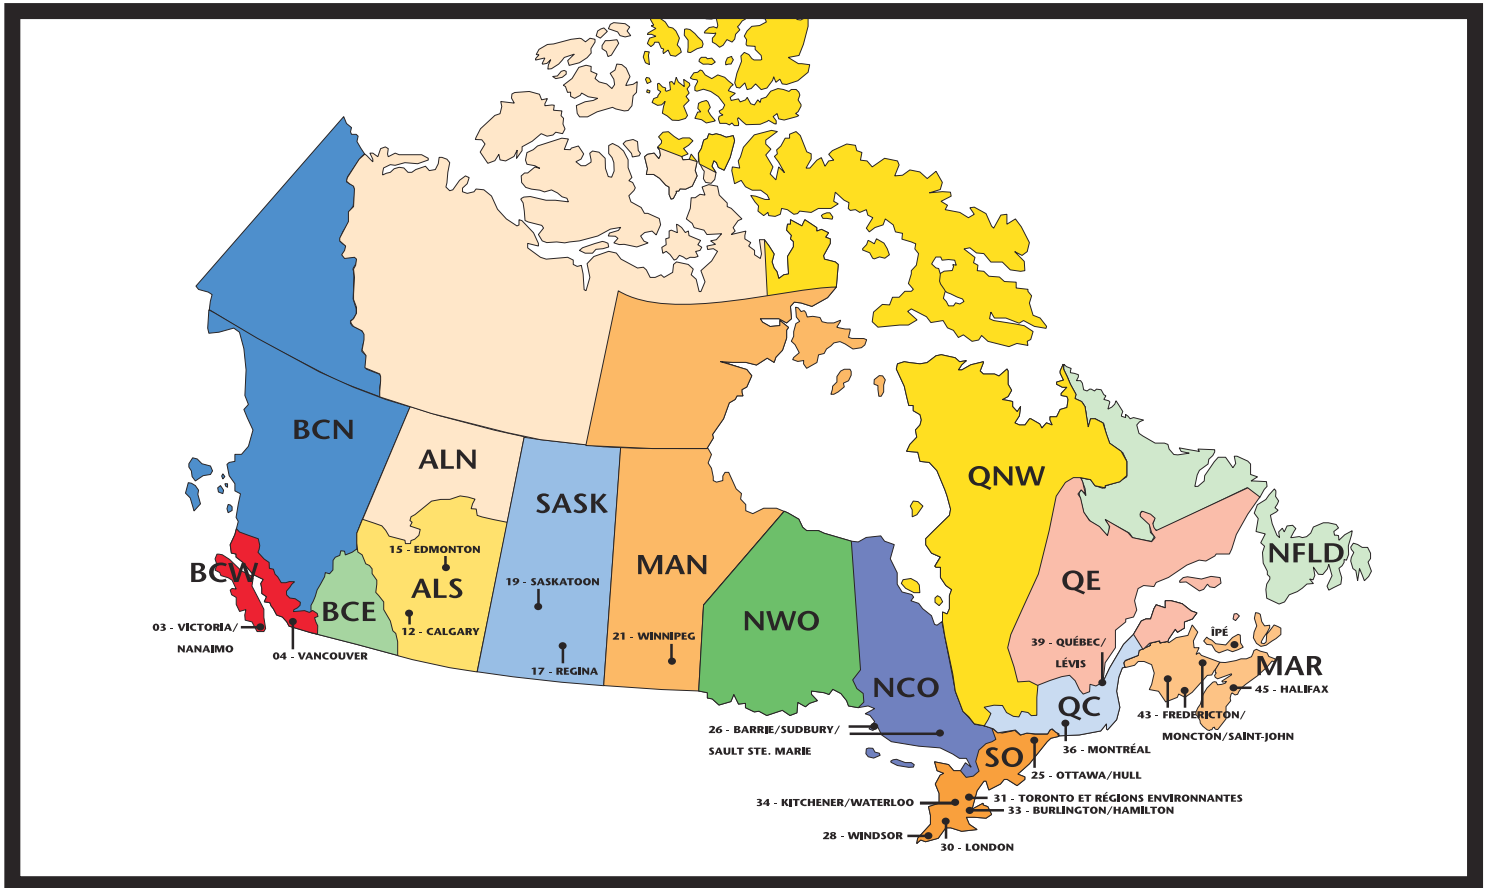 BCN
ALN
QNW
SASK
15 - EDMONTON
NFLD
MAN
BCW
19 - SASKATOON
QE
ALS
BCE
NWO
03 - VICTORIA/
NANAIMO
12 - CALGARY
21 - WINNIPEG
39 - QUÉBEC/
LÉVIS
ÎPÉ
04 - VANCOUVER
17 - REGINA
MAR
NCO
45 - HALIFAX
QC
43 - FREDERICTON/
MONCTON/SAINT-JOHN
26 - BARRIE/SUDBURY/
SAULT STE. MARIE
36 - MONTRÉAL
SO
25 - OTTAWA/HULL
34 - KITCHENER/WATERLOO
31 - TORONTO ET RÉGIONS ENVIRONNANTES
33 - BURLINGTON/HAMILTON
28 - WINDSOR
30 - LONDON